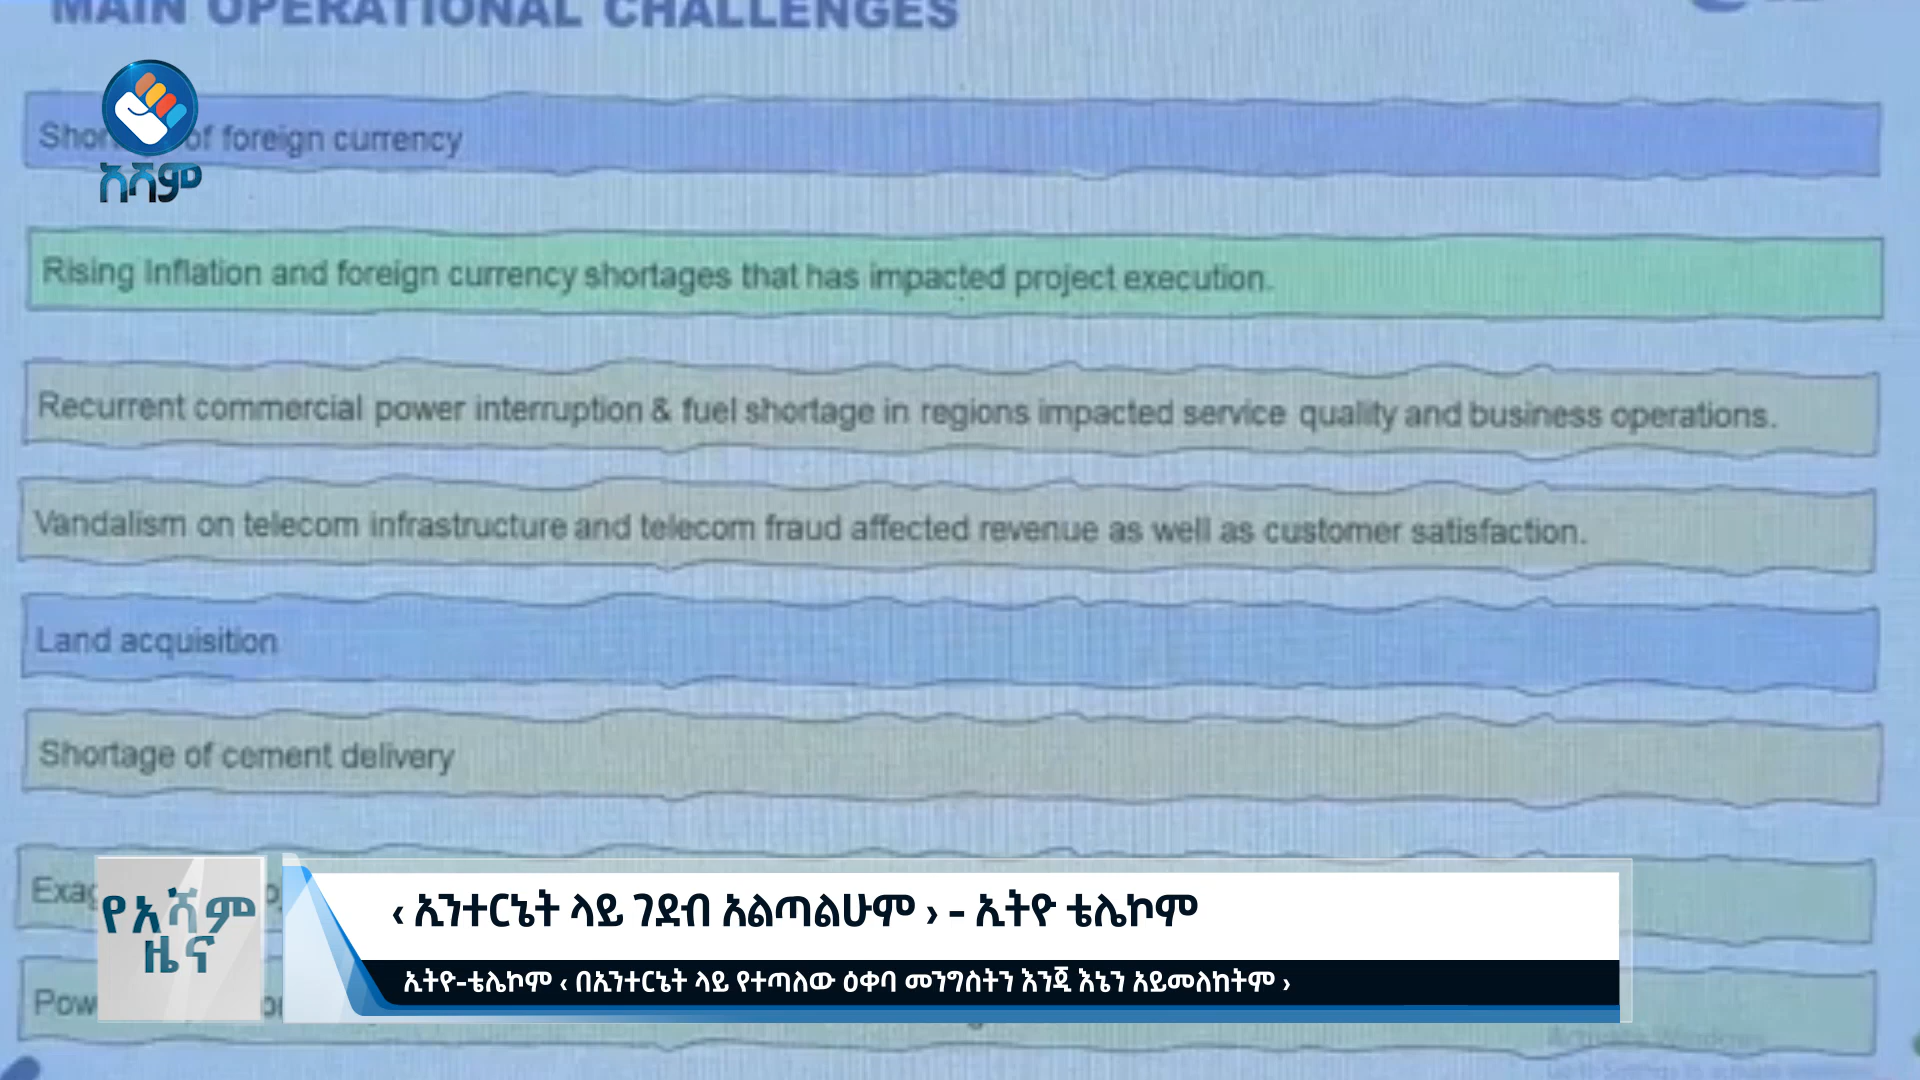 MAIN OPERATIONAL CHALLENGES
አሻም
of foreign currency
Rising Inflation and foreign currency shortages that has impacted project execution.
Recurrent commercial power interruption & fuel shortage in regions impacted service quality and business operations.
Vandalism on telecom infrastructure and telecom fraud affected revenue as well as customer satisfaction.
Land acquisition
Shortage of cement delivery
የአሻም
ዜና
‹ ኢንተርኔት ላይ ገደብ አልጣልሁም › - ኢትዮ ቴሌኮም
ኢትዮ-ቴሌኮም ‹ በኢንተርኔት ላይ የተጣለው ዕቀባ መንግስትን እንጂ እኔን አይመለከትም ›